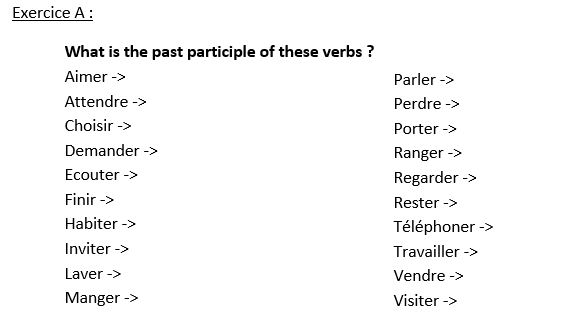 Exercice A :
What is the past participle of these verbs ?
Aimer ->
Attendre ->
Choisir ->
Demander ->
Ecouter ->
Finir ->
Habiter ->
Inviter ->
Laver ->
Manger ->
Parler ->
Perdre ->
Porter ->
Ranger ->
Regarder ->
Rester ->
Téléphoner ->
Travailler ->
Vendre ->
Visiter ->